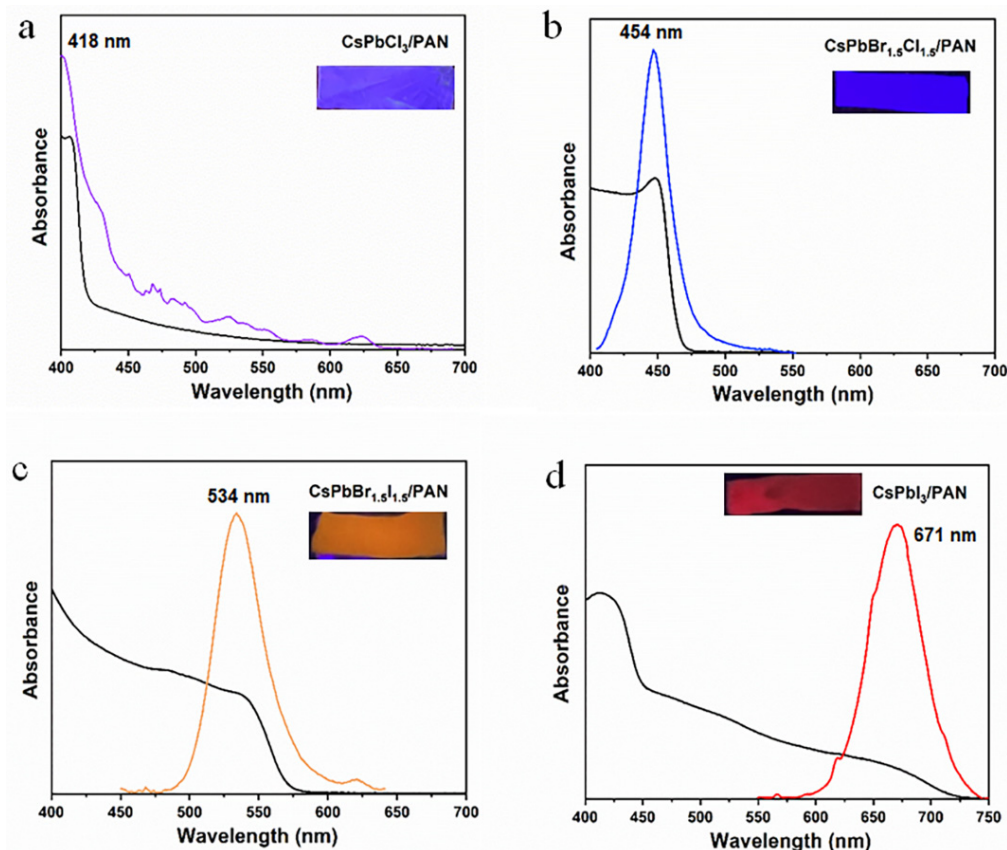 a
418 nm
CsPbCl₃/PAN
Absorbance
400 450 500 550 600 650 700
Wavelength (nm)
b
454 nm
CsPbBr₁.₅Cl₁.₅/PAN
Absorbance
400 450 500 550 600 650 700
Wavelength (nm)
c
534 nm
CsPbBr₁.₅I₁.₅/PAN
Absorbance
400 450 500 550 600 650 700
Wavelength (nm)
d
CsPbI₃/PAN
671 nm
Absorbance
400 450 500 550 600 650 700 750
Wavelength (nm)